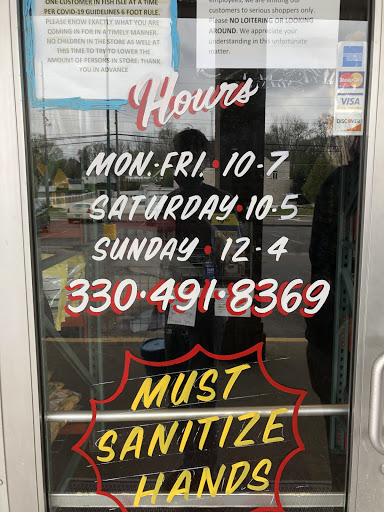 ONE CUSTOMER IN FISH ISLE AT A TIME
PER COVID-19 GUIDELINES 6 FOOT RULE.
PLEASE KNOW EXACTLY WHAT YOU ARE
COMING IN FOR IN A TIMELY MANNER.
NO CHILDREN IN THE STORE AS WELL AT
THIS TIME TO TRY TO LOWER THE
AMOUNT OF PERSONS IN STORE. THANK
YOU IN ADVANCE
employees, we are limiting our
customers to serious shoppers only.
Please NO LOITERING OR LOOKING
AROUND. We appreciate your
understanding in this unfortunate
matter.
VISA
DISCOVER
Hours
MON.-FRI. • 10-7
SATURDAY • 10-5
SUNDAY • 12-4
330•491•8369
MUST
SANITIZE
HANDS